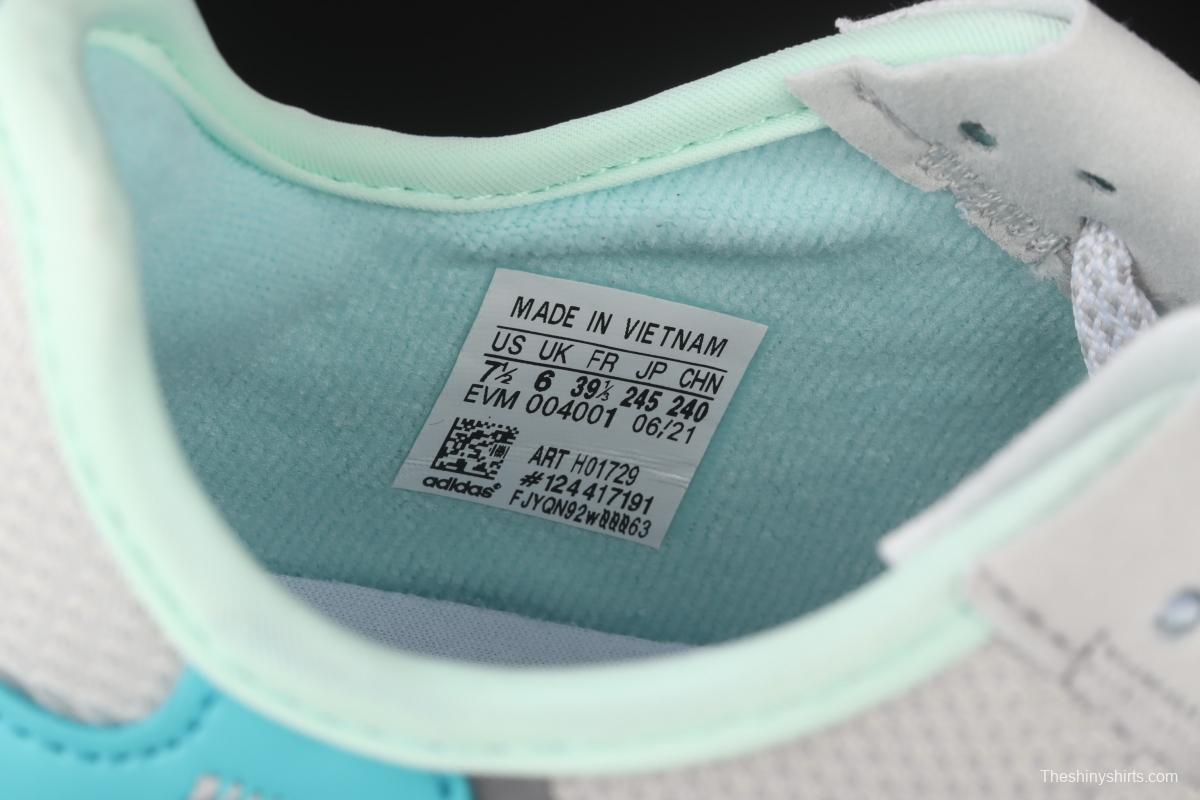 MADE IN VIETNAM
US UK FR JP CHN
7½ 6 39⅓ 245 240
EVM 004001 06/21
ART H01729
#124417191
adidas®
FJYQN92wØØØ63
Theshinyshirts.com